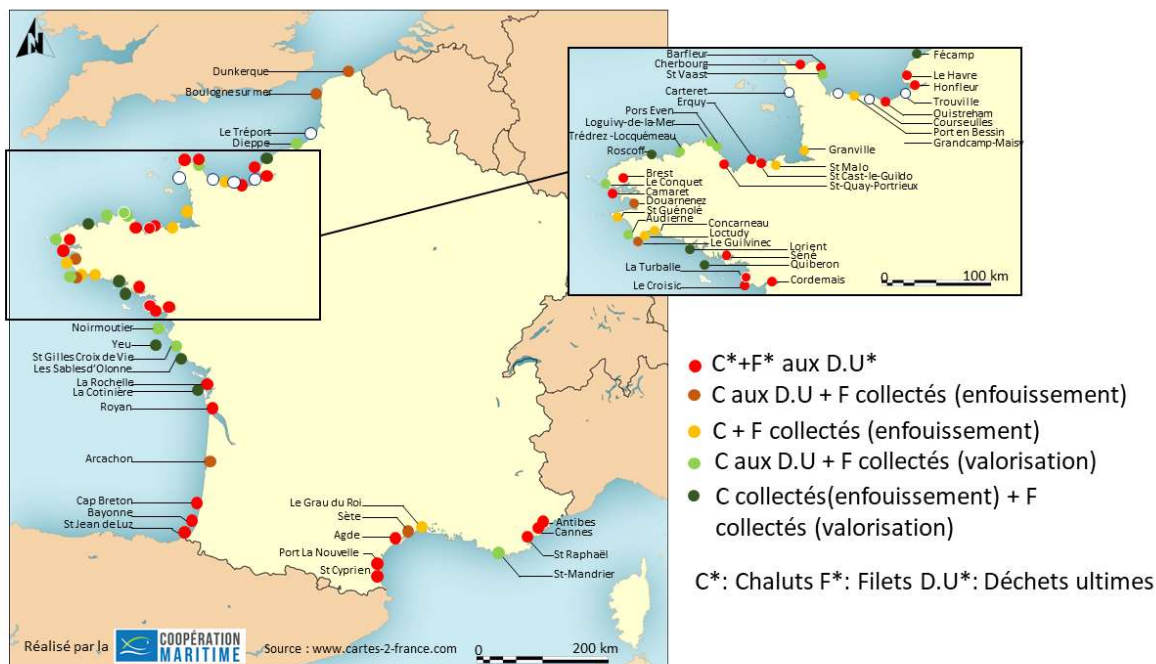 N
Dunkerque
Boulogne sur mer
Le Tréport
Dieppe
Noirmoutier
Yeu
St Gilles Croix de Vie
Les Sables d'Olonne
La Rochelle
La Cotinière
Royan
Arcachon
Cap Breton
Bayonne
St Jean de Luz
Le Grau du Roi
Sète
Agde
Port La Nouvelle
St Cyprien
Antibes
Cannes
St Raphaël
St-Mandrier
Réalisé par la
COOPÉRATION
MARITIME
Source : www.cartes-2-france.com
0 200 km
Barfleur
Cherbourg
St Vaast
Carteret
Erquy
Pors Even
Loguivy-de-la-Mer
Trédrez -Locquémeau
Roscoff
Brest
Le Conquet
Camaret
Douarnenez
St Guénolé
Audierne
Concarneau
Loctudy
Le Guilvinec
Lorient
Séné
Quiberon
La Turballe
Le Croisic
Cordemais
Fécamp
Le Havre
Honfleur
Trouville
Ouistreham
Courseulles
Port en Bessin
Grandcamp-Maisy
Granville
St Malo
St Cast-le-Guildo
St-Quay-Portrieux
0 100 km
C*+F* aux D.U*
C aux D.U + F collectés (enfouissement)
C + F collectés (enfouissement)
C aux D.U + F collectés (valorisation)
C collectés(enfouissement) + F
collectés (valorisation)
C*: Chaluts F*: Filets D.U*: Déchets ultimes